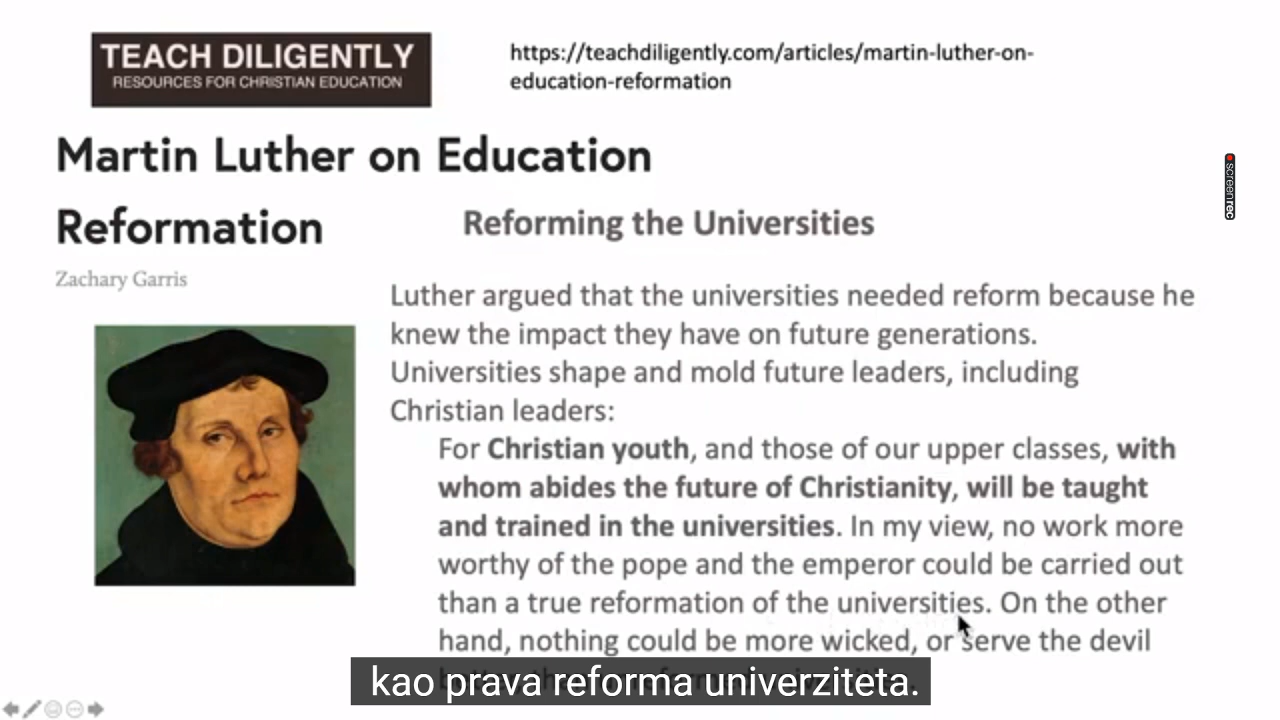 TEACH DILIGENTLY
RESOURCES FOR CHRISTIAN EDUCATION
https://teachdiligently.com/articles/martin-luther-on-
education-reformation
Martin Luther on Education
Reformation
Zachary Garris
Reforming the Universities
Luther argued that the universities needed reform because he
knew the impact they have on future generations.
Universities shape and mold future leaders, including
Christian leaders:
For Christian youth, and those of our upper classes, with
whom abides the future of Christianity, will be taught
and trained in the universities. In my view, no work more
worthy of the pope and the emperor could be carried out
than a true reformation of the universities. On the other
hand, nothing could be more wicked, or serve the devil
kao prava reforma univerziteta.
screenrec